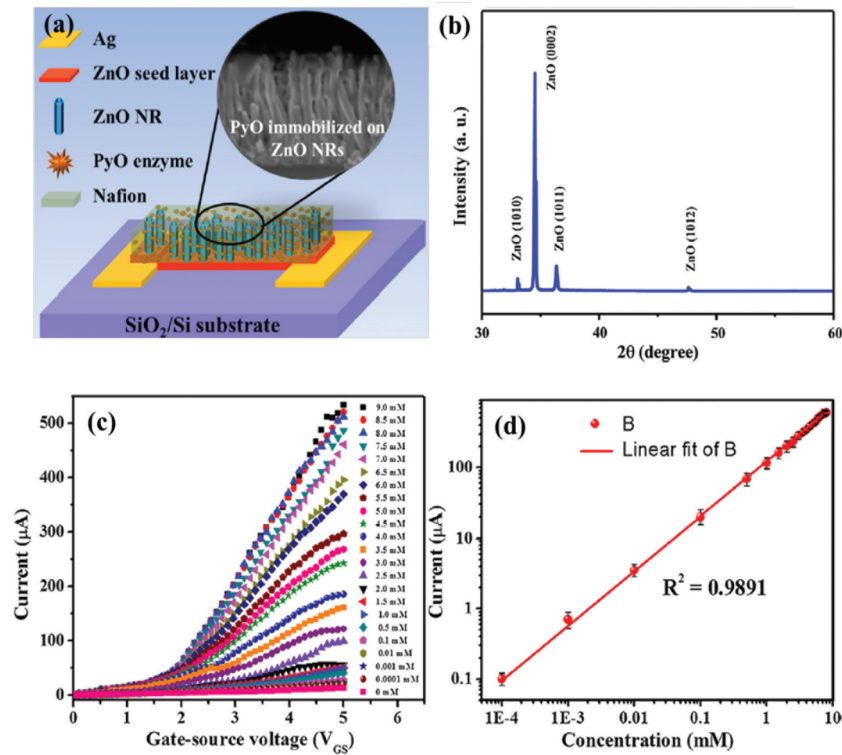 (a)
Ag
ZnO seed layer
ZnO NR
PyO enzyme
Nafion
PyO immobilized on
ZnO NRs
SiO₂/Si substrate
(b)
Intensity (a. u.)
ZnO (1010)
ZnO (0002)
ZnO (1011)
ZnO (1012)
30
40
50
60
2θ (degree)
(c)
Current (μA)
500
400
300
200
100
0
0
1
2
3
4
5
6
Gate-source voltage (V_GS)
9.0 mM
8.5 mM
8.0 mM
7.5 mM
7.0 mM
6.5 mM
6.0 mM
5.5 mM
5.0 mM
4.5 mM
4.0 mM
3.5 mM
3.0 mM
2.5 mM
2.0 mM
1.5 mM
1.0 mM
0.5 mM
0.1 mM
0.01 mM
0.001 mM
0.0001 mM
0 mM
(d)
B
Linear fit of B
R² = 0.9891
Current (μA)
100
10
1
0.1
1E-4
1E-3
0.01
0.1
1
10
Concentration (mM)